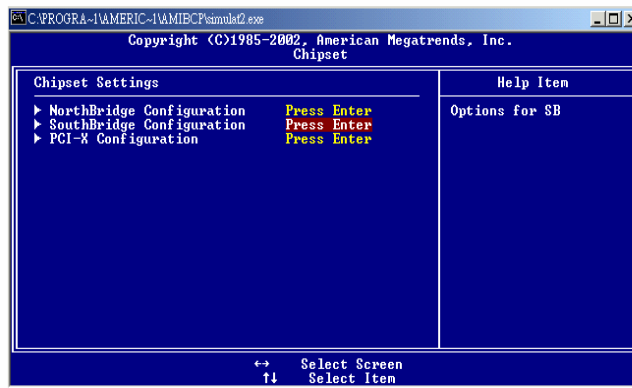 C:\PROGRA~1\AMERIC~1\AMIBCP\simulat2.exe
Copyright (C)1985-2002, American Megatrends, Inc.
Chipset
Chipset Settings
NorthBridge Configuration Press Enter
SouthBridge Configuration Press Enter
PCI-X Configuration Press Enter
Help Item
Options for SB
↔ Select Screen
↑↓ Select Item